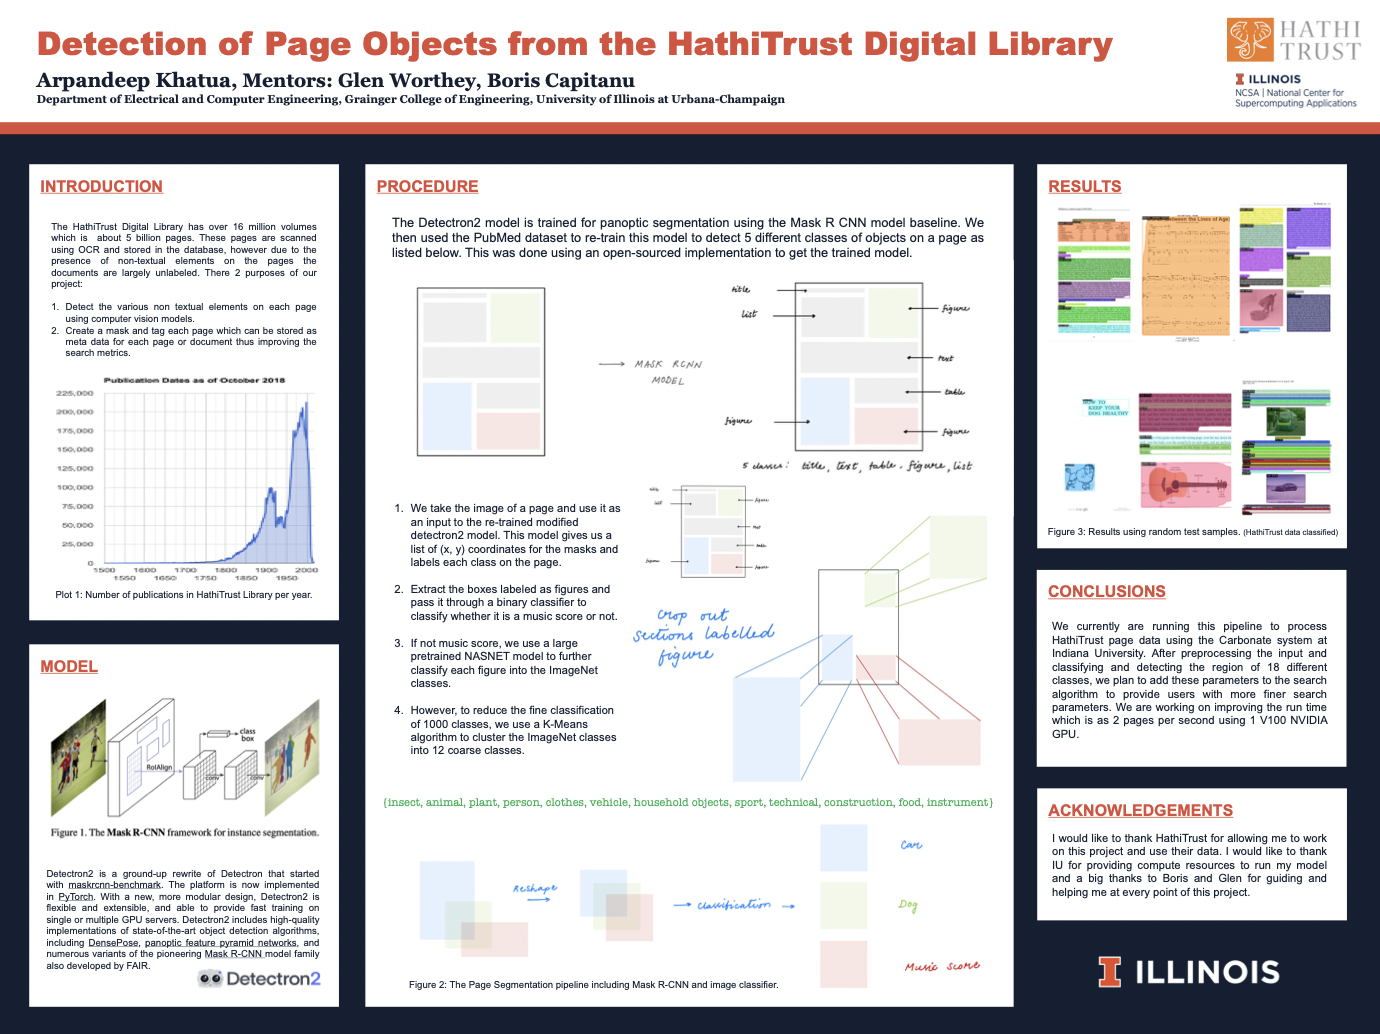 Detection of Page Objects from the HathiTrust Digital Library
Arpandeep Khatua, Mentors: Glen Worthey, Boris Capitanu
Department of Electrical and Computer Engineering, Grainger College of Engineering, University of Illinois at Urbana-Champaign
HATHI
TRUST
ILLINOIS
NCSA | National Center for
Supercomputing Applications
INTRODUCTION
The HathiTrust Digital Library has over 16 million volumes
which is about 5 billion pages. These pages are scanned
using OCR and stored in the database, however due to the
presence of non-textual elements on the pages the
documents are largely unlabeled. There 2 purposes of our
project:
1. Detect the various non textual elements on each page
using computer vision models.
2. Create a mask and tag each page which can be stored as
meta data for each page or document thus improving the
search metrics.
Publication Dates as of October 2018
225,000
200,000
175,000
150,000
125,000
100,000
75,000
50,000
25,000
0
1500 1600 1700 1800 1900 2000
1550 1650 1750 1850 1950
Plot 1: Number of publications in HathiTrust Library per year.
MODEL
RoIAlign
class
box
conv
conv
Figure 1. The Mask R-CNN framework for instance segmentation.
Detectron2 is a ground-up rewrite of Detectron that started
with maskrcnn-benchmark. The platform is now implemented
in PyTorch. With a new, more modular design, Detectron2 is
flexible and extensible, and able to provide fast training on
single or multiple GPU servers. Detectron2 includes high-quality
implementations of state-of-the-art object detection algorithms,
including DensePose, panoptic feature pyramid networks, and
numerous variants of the pioneering Mask R-CNN model family
also developed by FAIR.
Detectron2
PROCEDURE
The Detectron2 model is trained for panoptic segmentation using the Mask R CNN model baseline. We
then used the PubMed dataset to re-train this model to detect 5 different classes of objects on a page as
listed below. This was done using an open-sourced implementation to get the trained model.
MASK RCNN
MODEL
title
list
figure
figure
text
table
figure
5 classes: title, text, table, figure, list
1. We take the image of a page and use it as
an input to the re-trained modified
detectron2 model. This model gives us a
list of (x, y) coordinates for the masks and
labels each class on the page.
2. Extract the boxes labeled as figures and
pass it through a binary classifier to
classify whether it is a music score or not.
3. If not music score, we use a large
pretrained NASNET model to further
classify each figure into the ImageNet
classes.
4. However, to reduce the fine classification
of 1000 classes, we use a K-Means
algorithm to cluster the ImageNet classes
into 12 coarse classes.
title
list
figure
figure
text
table
figure
crop out
sections labelled
figure
{insect, animal, plant, person, clothes, vehicle, household objects, sport, technical, construction, food, instrument}
Reshape
classification
Car
Dog
Music score
Figure 2: The Page Segmentation pipeline including Mask R-CNN and image classifier.
RESULTS
Between the Lines of Age
HOW TO
KEEP YOUR
DOG HEALTHY
Figure 3: Results using random test samples. (HathiTrust data classified)
CONCLUSIONS
We currently are running this pipeline to process
HathiTrust page data using the Carbonate system at
Indiana University. After preprocessing the input and
classifying and detecting the region of 18 different
classes, we plan to add these parameters to the search
algorithm to provide users with more finer search
parameters. We are working on improving the run time
which is as 2 pages per second using 1 V100 NVIDIA
GPU.
ACKNOWLEDGEMENTS
I would like to thank HathiTrust for allowing me to work
on this project and use their data. I would like to thank
IU for providing compute resources to run my model
and a big thanks to Boris and Glen for guiding and
helping me at every point of this project.
ILLINOIS